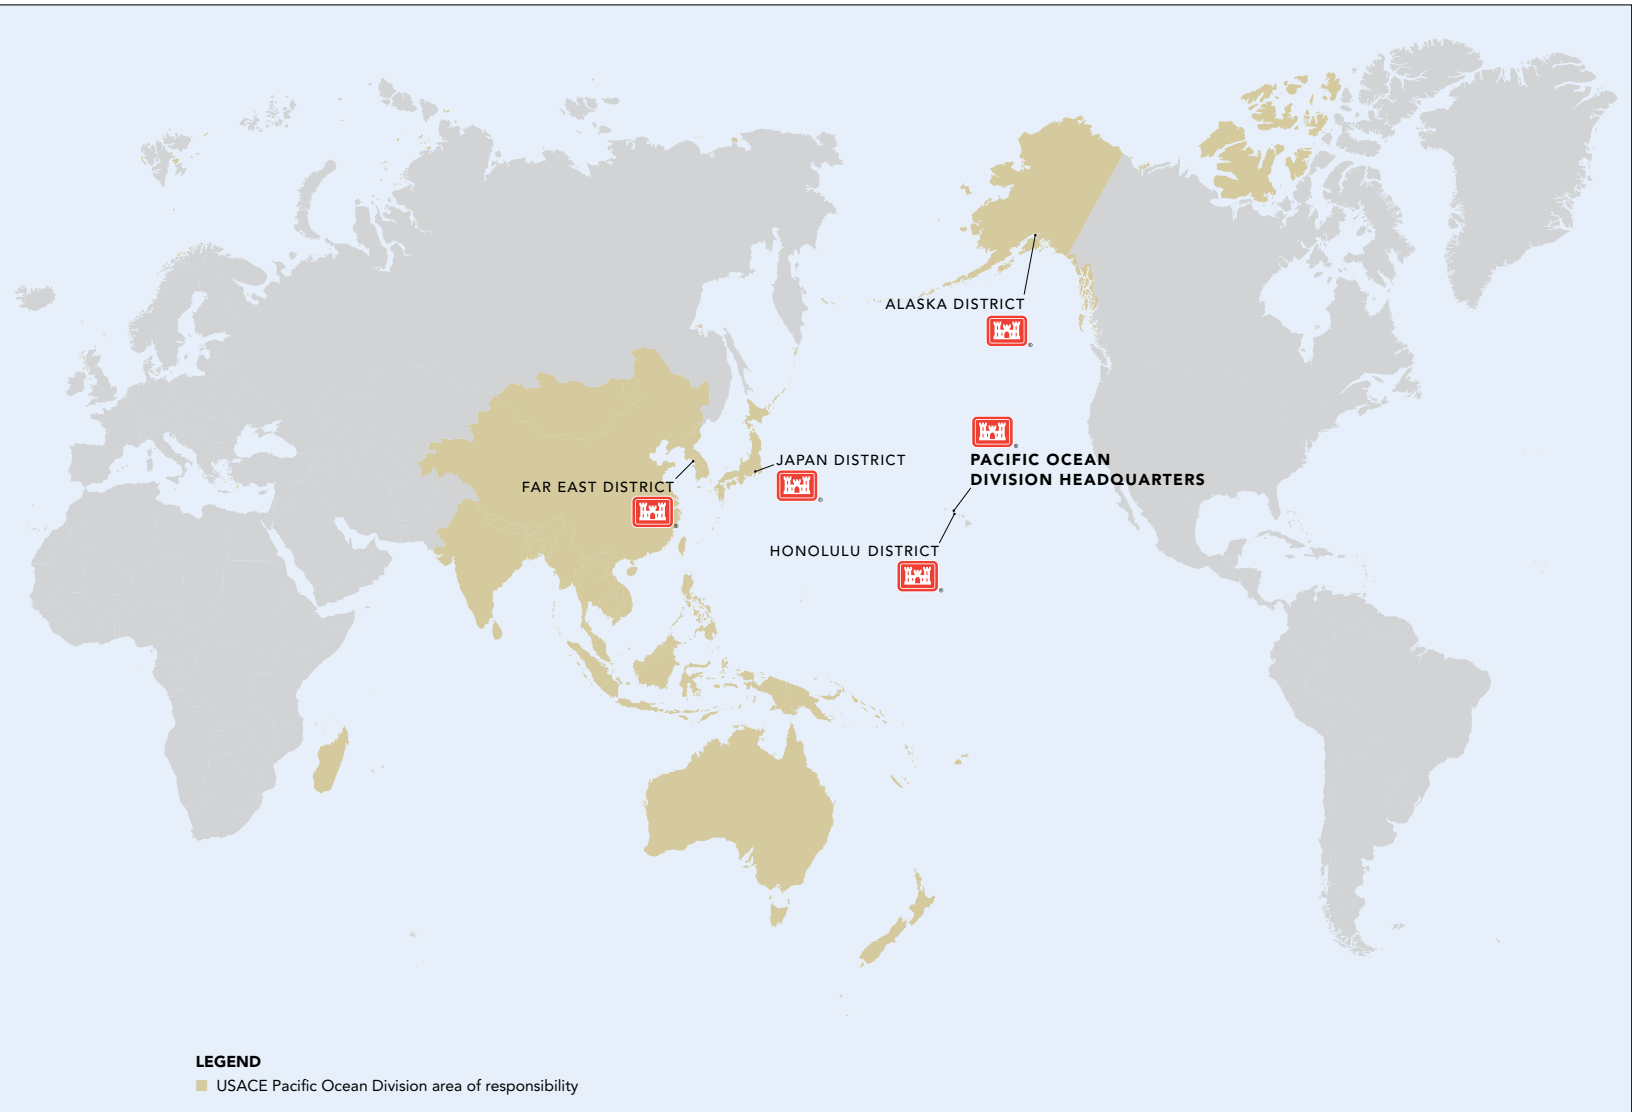 ALASKA DISTRICT
®
®
PACIFIC OCEAN
DIVISION HEADQUARTERS
JAPAN DISTRICT
®
FAR EAST DISTRICT
®
HONOLULU DISTRICT
®
LEGEND
USACE Pacific Ocean Division area of responsibility